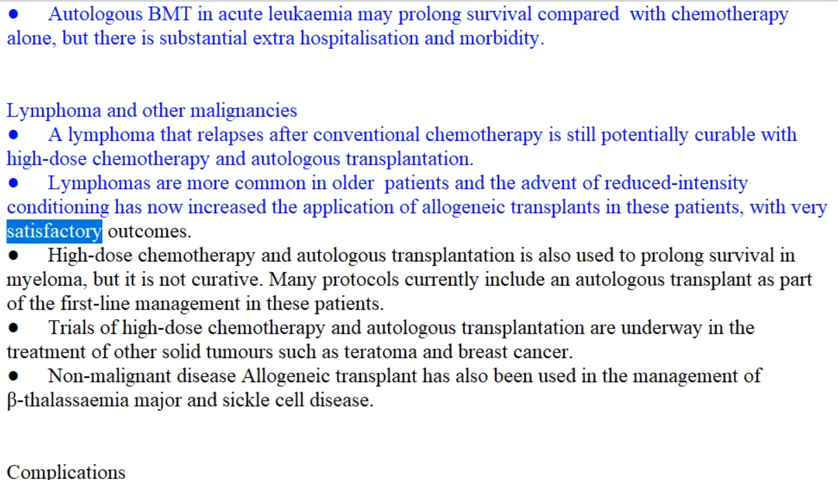 ● Autologous BMT in acute leukaemia may prolong survival compared with chemotherapy
alone, but there is substantial extra hospitalisation and morbidity.
Lymphoma and other malignancies
● A lymphoma that relapses after conventional chemotherapy is still potentially curable with
high-dose chemotherapy and autologous transplantation.
● Lymphomas are more common in older patients and the advent of reduced-intensity
conditioning has now increased the application of allogeneic transplants in these patients, with very
satisfactory outcomes.
● High-dose chemotherapy and autologous transplantation is also used to prolong survival in
myeloma, but it is not curative. Many protocols currently include an autologous transplant as part
of the first-line management in these patients.
● Trials of high-dose chemotherapy and autologous transplantation are underway in the
treatment of other solid tumours such as teratoma and breast cancer.
● Non-malignant disease Allogeneic transplant has also been used in the management of
β-thalassaemia major and sickle cell disease.
Complications